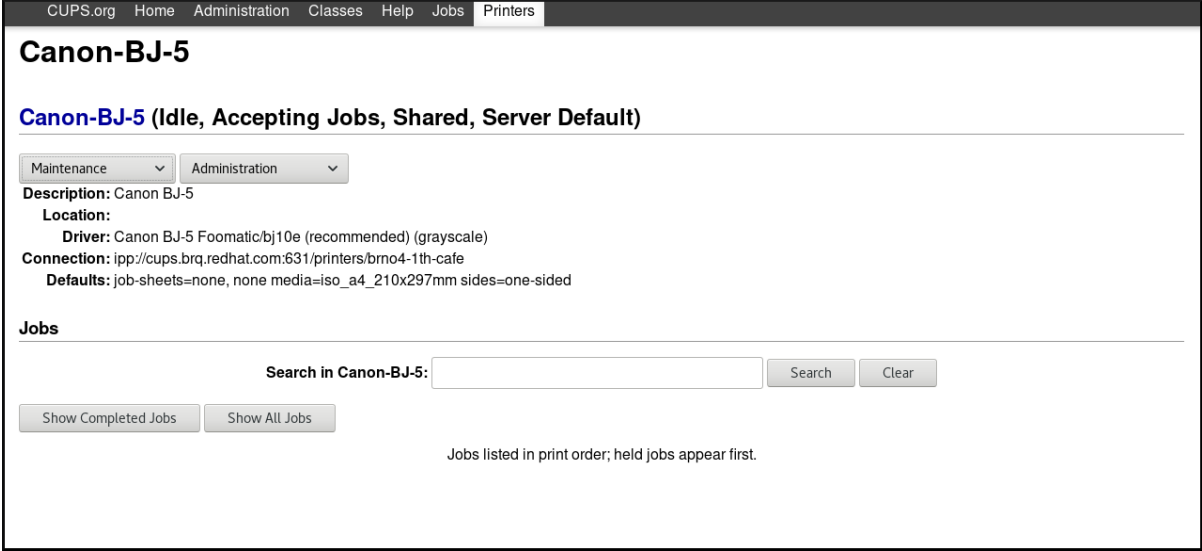 CUPS.org Home Administration Classes Help Jobs Printers
Canon-BJ-5
Canon-BJ-5 (Idle, Accepting Jobs, Shared, Server Default)
Maintenance Administration
Description: Canon BJ-5
Location:
Driver: Canon BJ-5 Foomatic/bj10e (recommended) (grayscale)
Connection: ipp://cups.brq.redhat.com:631/printers/brno4-1th-cafe
Defaults: job-sheets=none, none media=iso_a4_210x297mm sides=one-sided
Jobs
Search in Canon-BJ-5: Search Clear
Show Completed Jobs Show All Jobs
Jobs listed in print order; held jobs appear first.